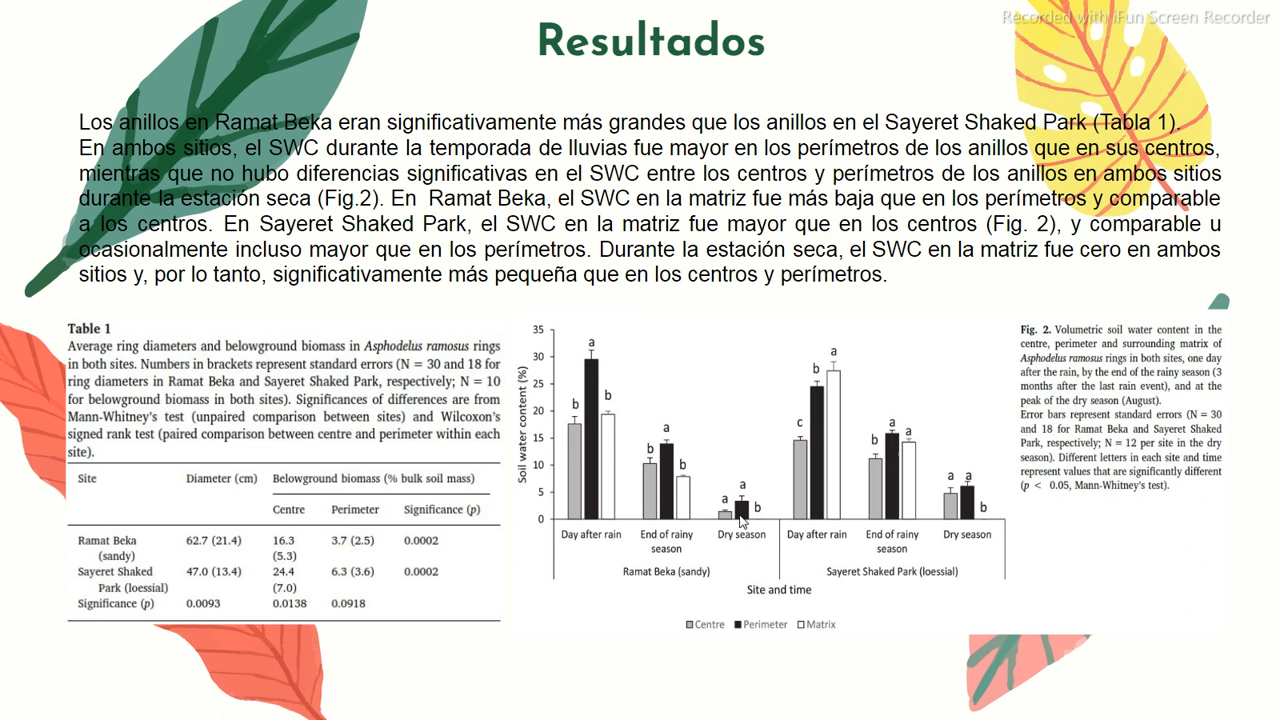 Recorded with iFun Screen Recorder
Resultados
Los anillos en Ramat Beka eran significativamente más grandes que los anillos en el Sayeret Shaked Park (Tabla 1).
En ambos sitios, el SWC durante la temporada de lluvias fue mayor en los perímetros de los anillos que en sus centros,
mientras que no hubo diferencias significativas en el SWC entre los centros y perímetros de los anillos en ambos sitios
durante la estación seca (Fig.2). En Ramat Beka, el SWC en la matriz fue más baja que en los perímetros y comparable
a los centros. En Sayeret Shaked Park, el SWC en la matriz fue mayor que en los centros (Fig. 2), y comparable u
ocasionalmente incluso mayor que en los perímetros. Durante la estación seca, el SWC en la matriz fue cero en ambos
sitios y, por lo tanto, significativamente más pequeña que en los centros y perímetros.
Table 1
Average ring diameters and belowground biomass in Asphodelus ramosus rings
in both sites. Numbers in brackets represent standard errors (N = 30 and 18 for
ring diameters in Ramat Beka and Sayeret Shaked Park, respectively; N = 10
for belowground biomass in both sites). Significances of differences are from
Mann-Whitney's test (unpaired comparison between sites) and Wilcoxon's
signed rank test (paired comparison between centre and perimeter within each
site).
Site Diameter (cm) Belowground biomass (% bulk soil mass)
Centre Perimeter Significance (p)
Ramat Beka 62.7 (21.4) 16.3 3.7 (2.5) 0.0002
(sandy) (5.3)
Sayeret Shaked 47.0 (13.4) 24.4 6.3 (3.6) 0.0002
Park (loessial) (7.0)
Significance (p) 0.0093 0.0138 0.0918
Soil water content (%)
35
30
25
20
15
10
5
0
b a b
b a b
a a b
c b a
b a a
a a b
Day after rain End of rainy Dry season Day after rain End of rainy Dry season
season season
Ramat Beka (sandy) Sayeret Shaked Park (loessial)
Site and time
Centre Perimeter Matrix
Fig. 2. Volumetric soil water content in the
centre, perimeter and surrounding matrix of
Asphodelus ramosus rings in both sites, one day
after the rain, by the end of the rainy season (3
months after the last rain event), and at the
peak of the dry season (August).
Error bars represent standard errors (N = 30
and 18 for Ramat Beka and Sayeret Shaked
Park, respectively; N = 12 per site in the dry
season). Different letters in each site and time
represent values that are significantly different
(p < 0.05, Mann-Whitney's test).